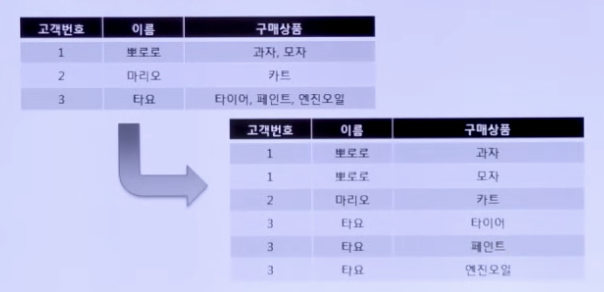 고객번호 이름 구매상품
1 뽀로로 과자, 모자
2 마리오 카트
3 타요 타이어, 페인트, 엔진오일
고객번호 이름 구매상품
1 뽀로로 과자
1 뽀로로 모자
2 마리오 카트
3 타요 타이어
3 타요 페인트
3 타요 엔진오일